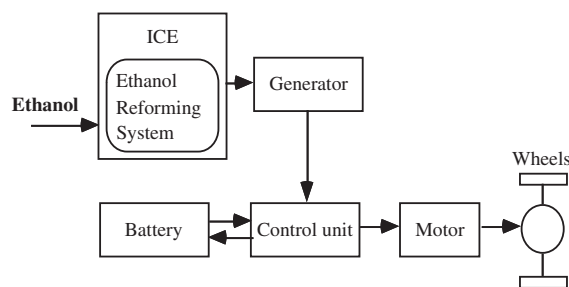 ICE
Ethanol
Reforming
System
Ethanol
Generator
Wheels
Battery
Control unit
Motor